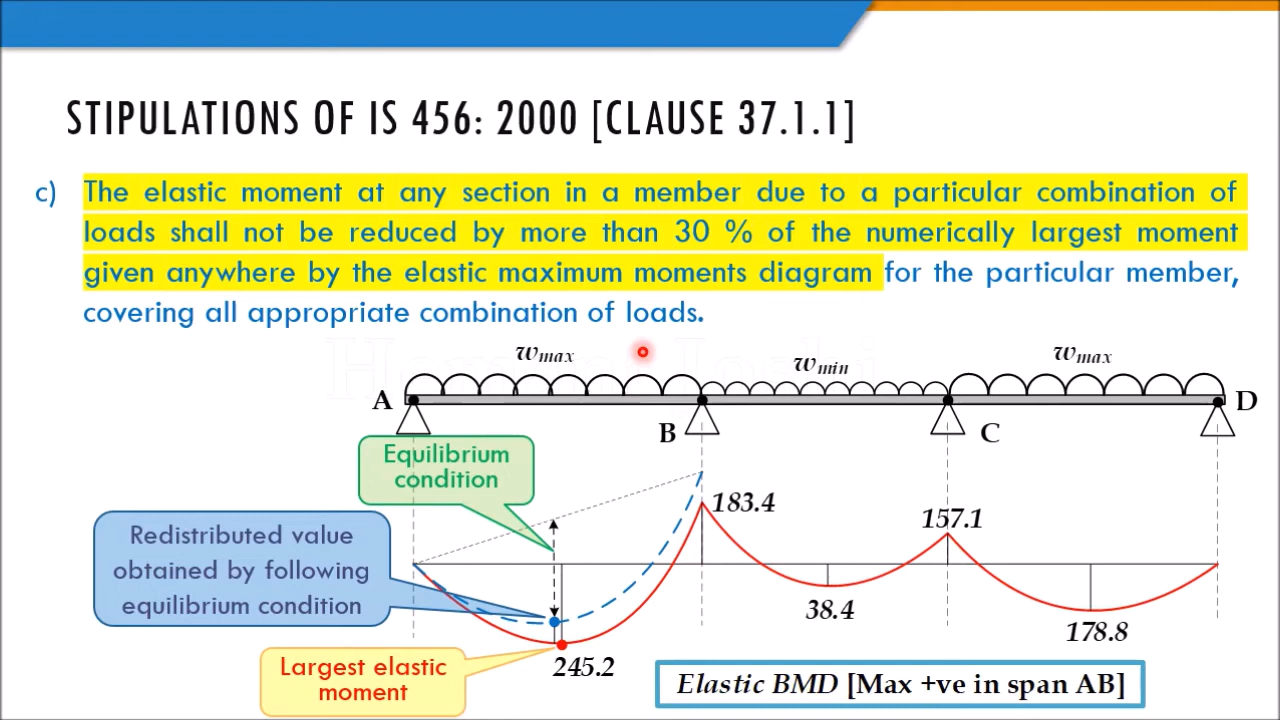 STIPULATIONS OF IS 456: 2000 [CLAUSE 37.1.1]
c) The elastic moment at any section in a member due to a particular combination of
loads shall not be reduced by more than 30 % of the numerically largest moment
given anywhere by the elastic maximum moments diagram for the particular member,
covering all appropriate combination of loads.
wmax
wmin
wmax
A
B
C
D
Equilibrium
condition
183.4
157.1
Redistributed value
obtained by following
equilibrium condition
38.4
178.8
Largest elastic
moment
245.2
Elastic BMD [Max +ve in span AB]